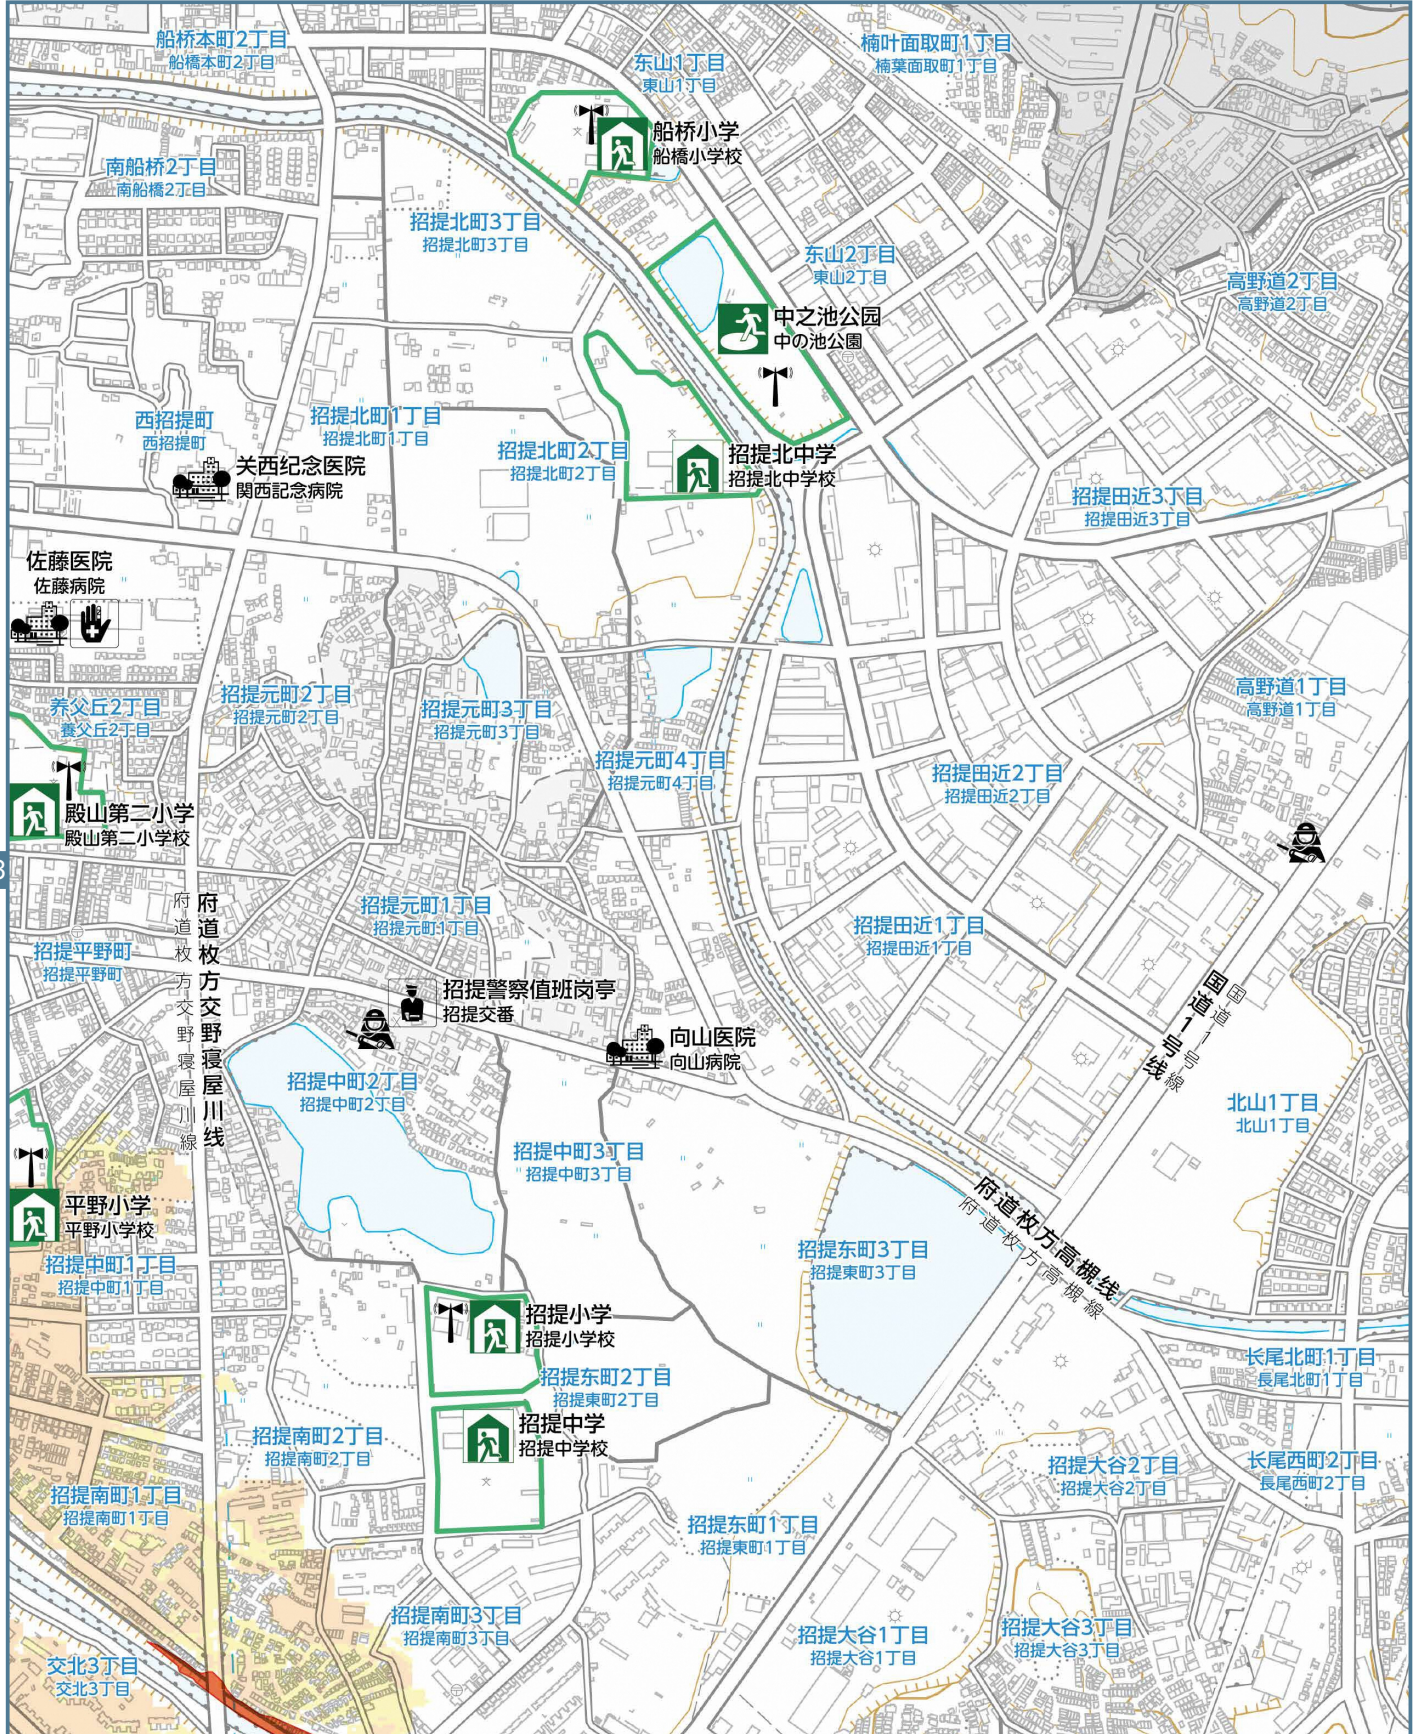 船桥本町2丁目
船橋本町2丁目
东山1丁目
東山1丁目
楠叶面取町1丁目
楠葉面取町1丁目
船桥小学
船橋小学校
南船桥2丁目
南船橋2丁目
招提北町3丁目
招提北町3丁目
东山2丁目
東山2丁目
高野道2丁目
高野道2丁目
中之池公园
中の池公園
西招提町
西招提町
招提北町1丁目
招提北町1丁目
招提北町2丁目
招提北町2丁目
招提北中学
招提北中学校
关西纪念医院
関西記念病院
招提田近3丁目
招提田近3丁目
佐藤医院
佐藤病院
养父丘2丁目
養父丘2丁目
招提元町2丁目
招提元町2丁目
招提元町3丁目
招提元町3丁目
高野道1丁目
高野道1丁目
招提元町4丁目
招提元町4丁目
招提田近2丁目
招提田近2丁目
殿山第二小学
殿山第二小学校
3
府道枚方交野寝屋川线
府道枚方交野寝屋川線
招提元町1丁目
招提元町1丁目
招提田近1丁目
招提田近1丁目
招提平野町
招提平野町
招提警察值班岗亭
招提交番
国道1号线
国道1号線
向山医院
向山病院
招提中町2丁目
招提中町2丁目
北山1丁目
北山1丁目
招提中町3丁目
招提中町3丁目
平野小学
平野小学校
府道枚方高槻线
府道枚方高槻線
招提中町1丁目
招提中町1丁目
招提东町3丁目
招提東町3丁目
招提小学
招提小学校
长尾北町1丁目
長尾北町1丁目
招提东町2丁目
招提東町2丁目
招提中学
招提中学校
招提南町2丁目
招提南町2丁目
招提大谷2丁目
招提大谷2丁目
长尾西町2丁目
長尾西町2丁目
招提南町1丁目
招提南町1丁目
招提东町1丁目
招提東町1丁目
招提南町3丁目
招提南町3丁目
招提大谷1丁目
招提大谷1丁目
招提大谷3丁目
招提大谷3丁目
交北3丁目
交北3丁目